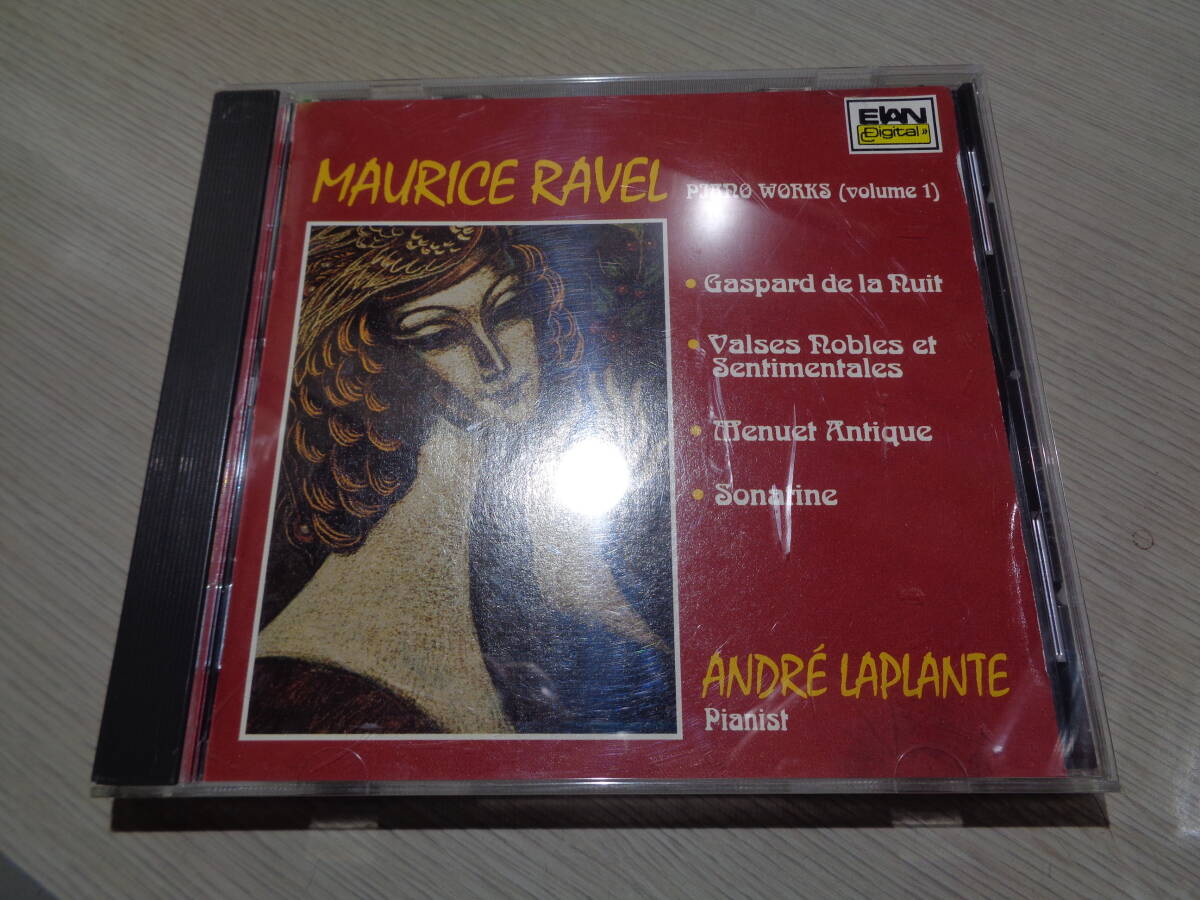 ELAN
Digital
MAURICE RAVEL
PIANO WORKS (volume 1)
• Gaspard de la Nuit
• Valses Nobles et
Sentimentales
• Menuet Antique
• Sonatine
ANDRÉ LAPLANTE
Pianist